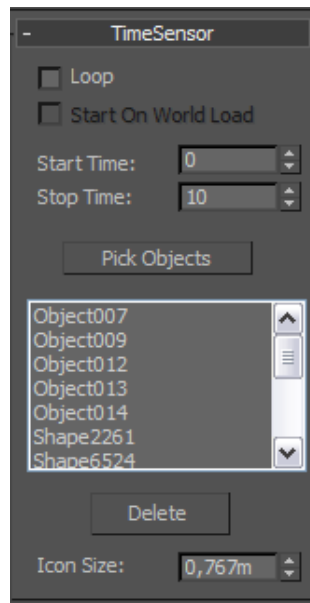 - TimeSensor
Loop
Start On World Load
Start Time: 0
Stop Time: 10
Pick Objects
Object007
Object009
Object012
Object013
Object014
Shape2261
Shape6524
Delete
Icon Size: 0,767m